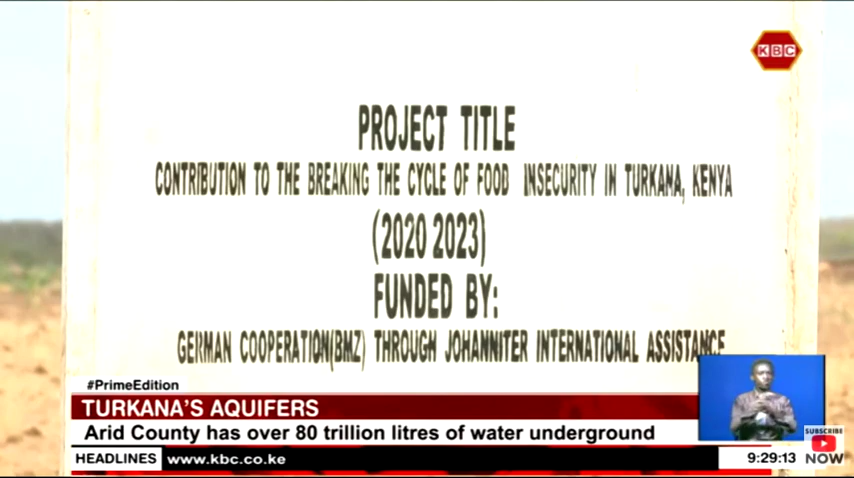 KBC
PROJECT TITLE
CONTRIBUTION TO THE BREAKING THE CYCLE OF FOOD INSECURITY IN TURKANA, KENYA
(2020 2023)
FUNDED BY:
GERMAN COOPERATION(BMZ) THROUGH JOHANNITER INTERNATIONAL ASSISTANCE
#PrimeEdition
TURKANA'S AQUIFERS
Arid County has over 80 trillion litres of water underground
HEADLINES www.kbc.co.ke 9:29:13
SUBSCRIBE
NOW